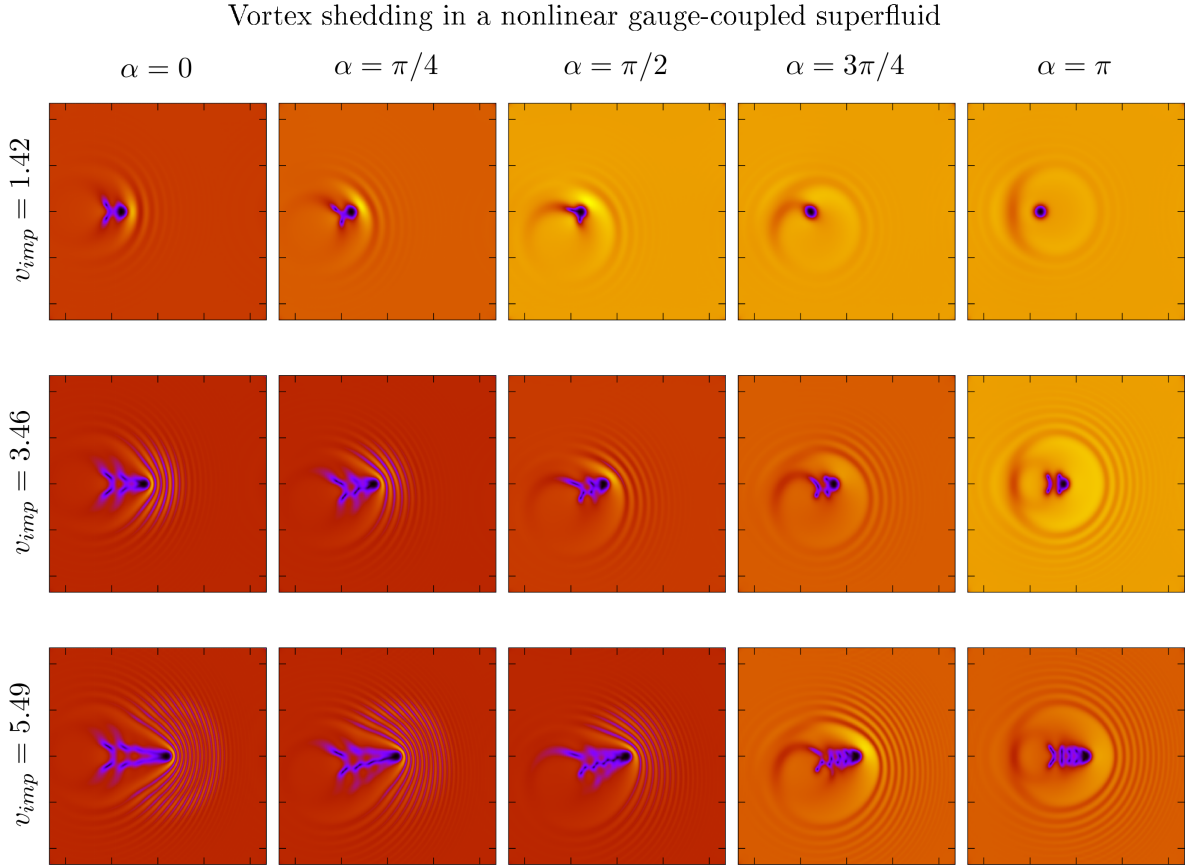 Vortex shedding in a nonlinear gauge-coupled superfluid
α = 0 α = π/4 α = π/2 α = 3π/4 α = π
v_imp = 1.42
v_imp = 3.46
v_imp = 5.49